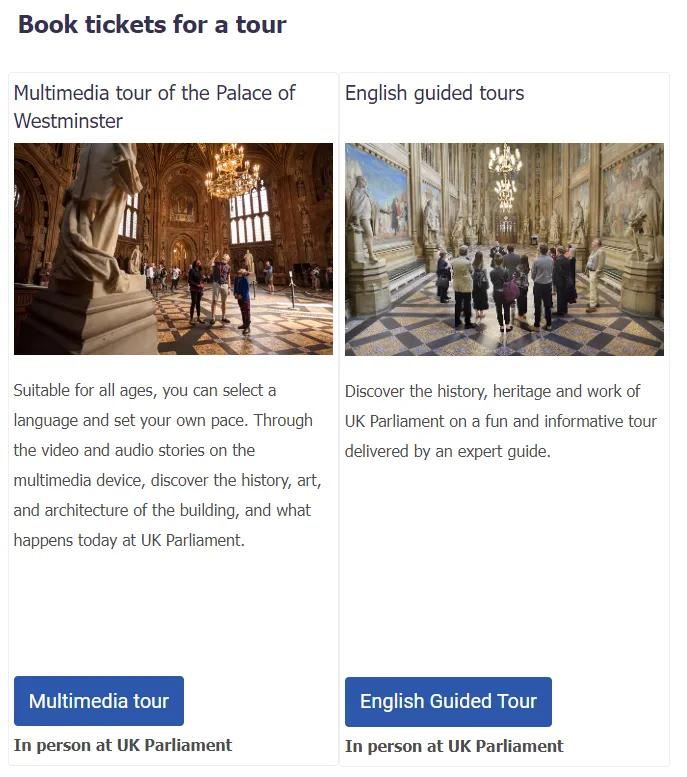 Book tickets for a tour
Multimedia tour of the Palace of
Westminster
Suitable for all ages, you can select a
language and set your own pace. Through
the video and audio stories on the
multimedia device, discover the history, art,
and architecture of the building, and what
happens today at UK Parliament.
Multimedia tour
In person at UK Parliament
English guided tours
Discover the history, heritage and work of
UK Parliament on a fun and informative tour
delivered by an expert guide.
English Guided Tour
In person at UK Parliament